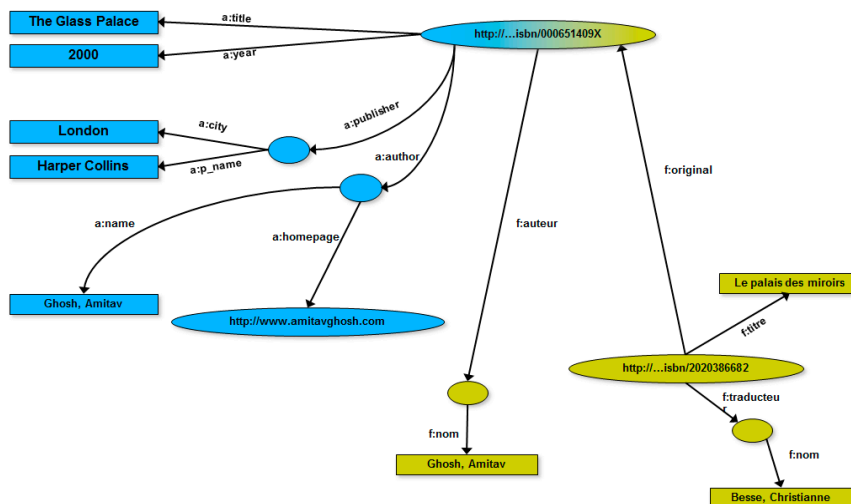 The Glass Palace
a:title
http://…isbn/000651409X
2000
a:year
a:publisher
London
a:city
Harper Collins
a:p_name
a:author
f:original
a:name
a:homepage
f:auteur
Ghosh, Amitav
http://www.amitavghosh.com
Le palais des miroirs
f:titre
http://…isbn/2020386682
f:traducteu
r
f:nom
f:nom
Ghosh, Amitav
Besse, Christianne